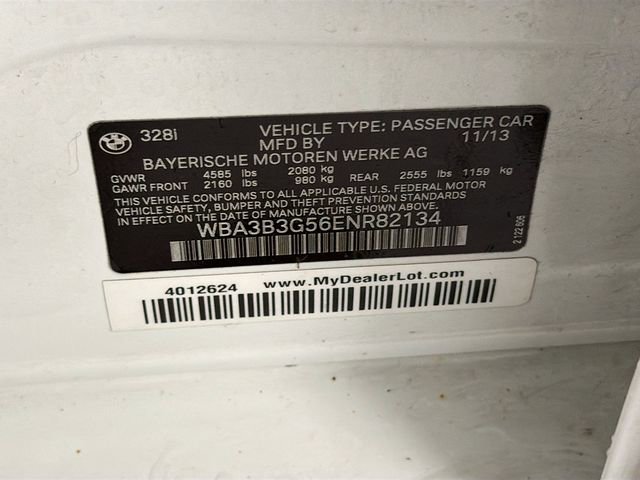 328i VEHICLE TYPE: PASSENGER CAR
MFD BY 11/13
BAYERISCHE MOTOREN WERKE AG
GVWR 4585 lbs 2080 kg
GAWR FRONT 2160 lbs 980 kg REAR 2555 lbs 1159 kg
THIS VEHICLE CONFORMS TO ALL APPLICABLE U.S. FEDERAL MOTOR
VEHICLE SAFETY, BUMPER AND THEFT PREVENTION STANDARDS
IN EFFECT ON THE DATE OF MANUFACTURE SHOWN ABOVE.
WBA3B3G56ENR82134
2 122 606
4012624 www.MyDealerLot.com